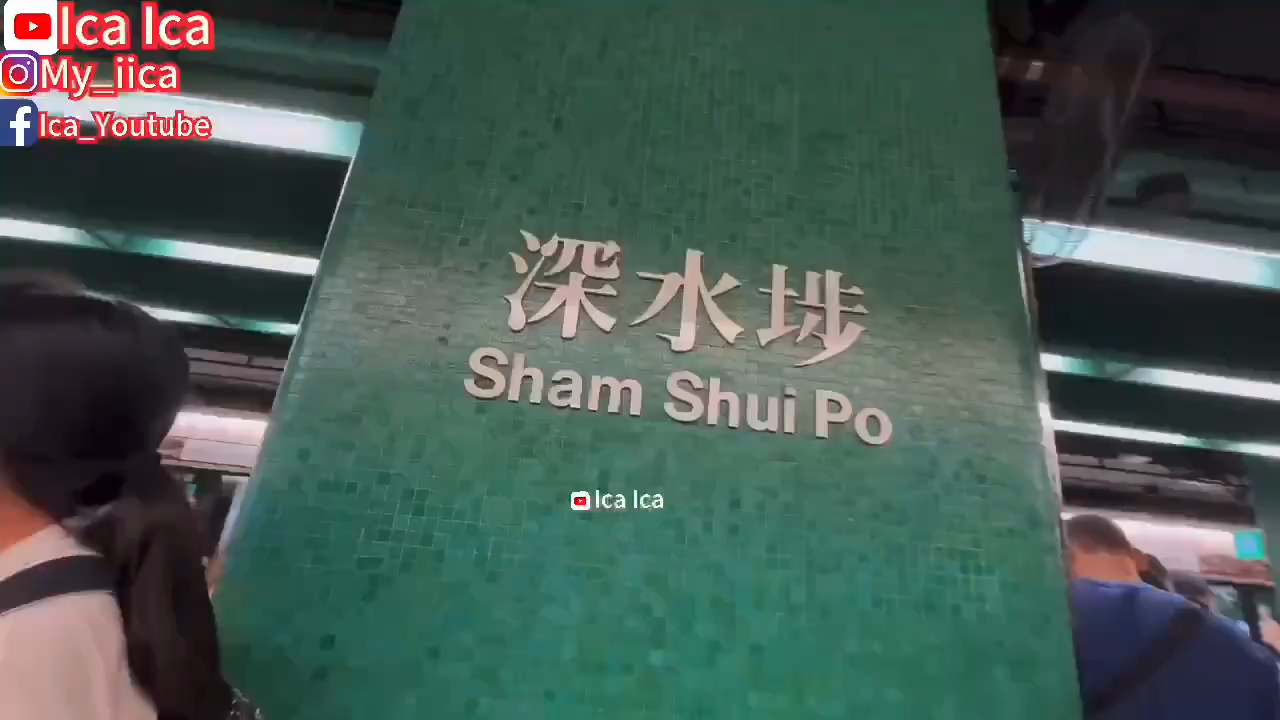 Ica Ica
My_iica
Ica_Youtube
深水埗
Sham Shui Po
Ica Ica